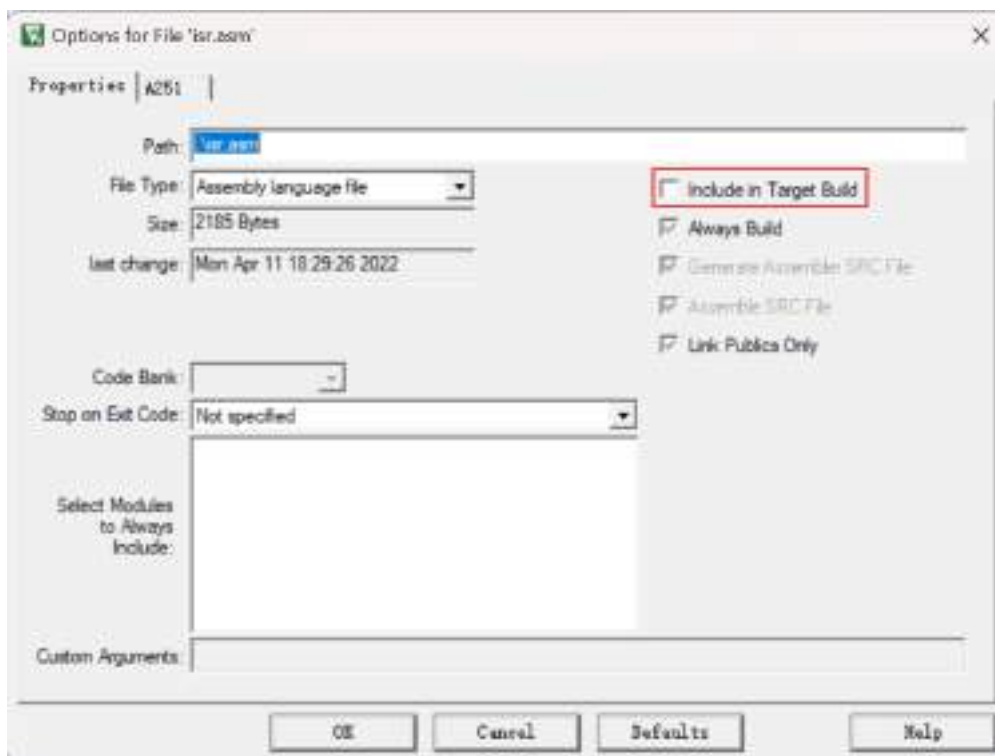 Options for File 'isr.asm'
Properties
A251
Path: .\isr.asm
File Type: Assembly language file
Include in Target Build
Size: 2185 Bytes
Always Build
last change: Mon Apr 11 18:29:26 2022
Generate Assembler SRC File
Assemble SRC File
Link Publics Only
Code Bank:
Stop on Exit Code: Not specified
Select Modules
to Always
Include:
Custom Arguments:
OK
Cancel
Defaults
Help